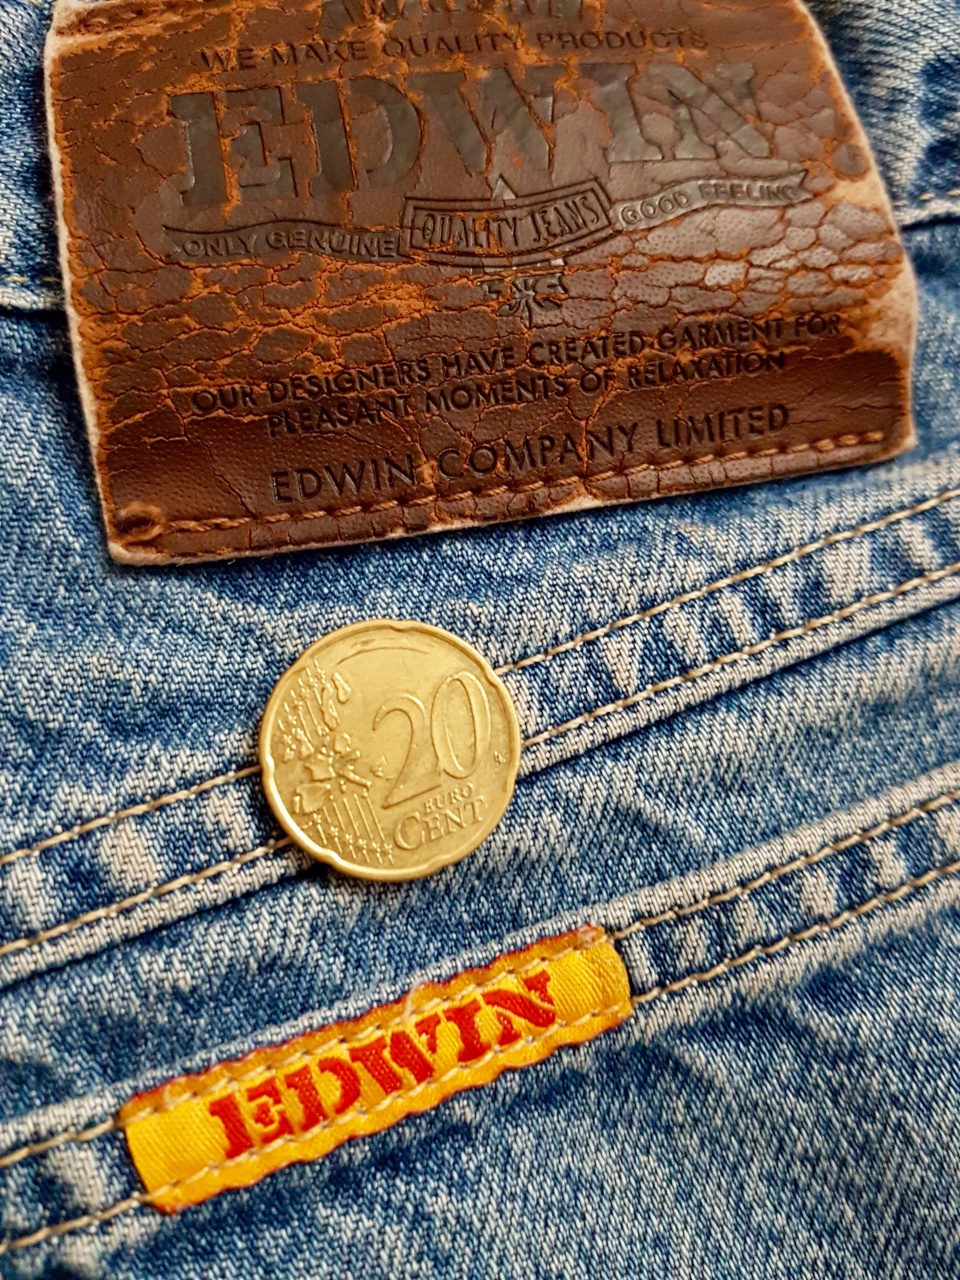 WE MAKE QUALITY PRODUCTS
EDWIN
ONLY GENUINE QUALITY JEANS GOOD FEELING
OUR DESIGNERS HAVE CREATED GARMENT FOR
PLEASANT MOMENTS OF RELAXATION
EDWIN COMPANY LIMITED
20
EURO
CENT
EDWIN